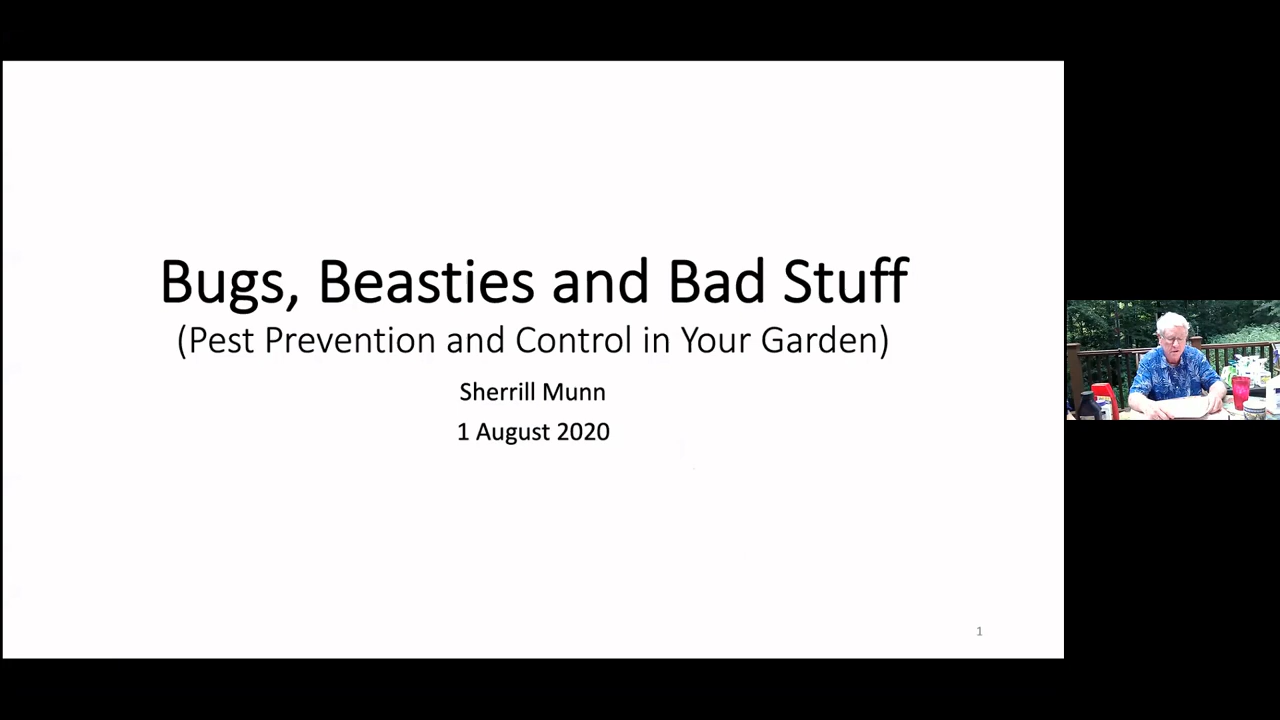 Bugs, Beasties and Bad Stuff
(Pest Prevention and Control in Your Garden)
Sherrill Munn
1 August 2020
1